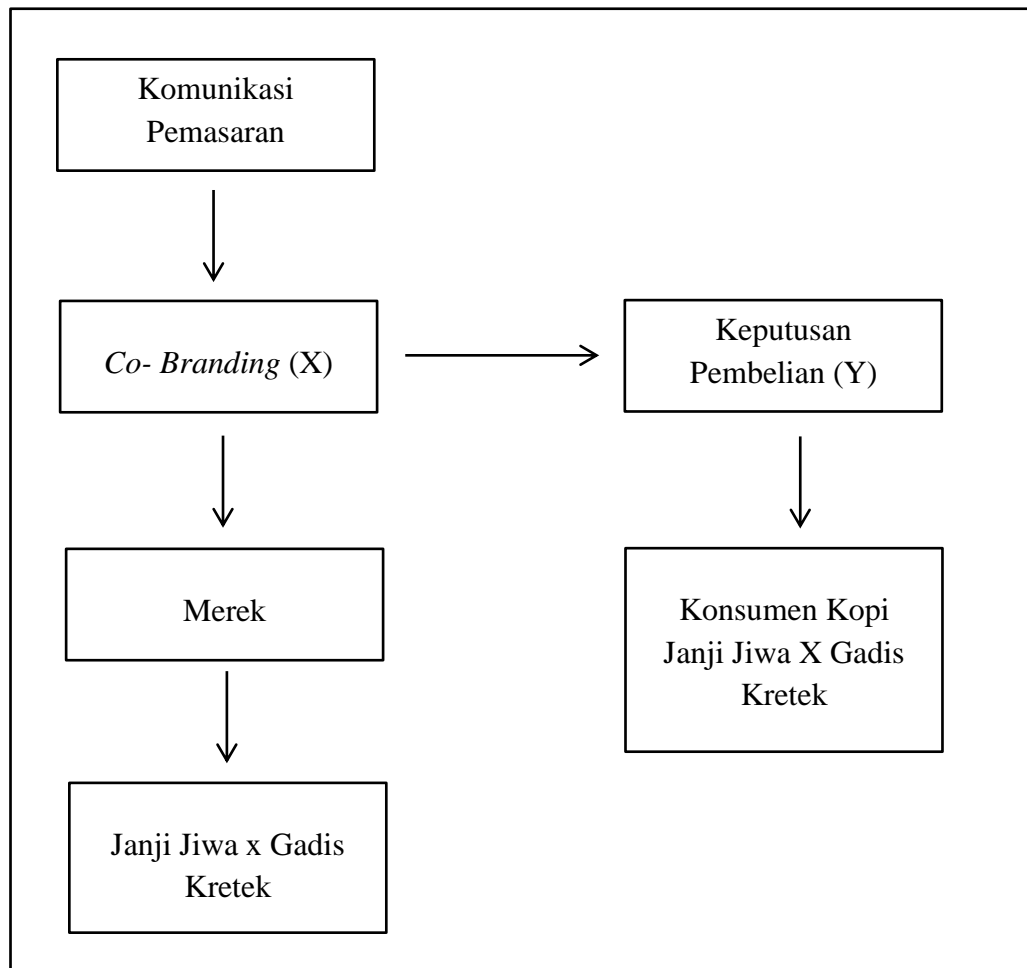 Komunikasi
Pemasaran
Co- Branding (X)
Keputusan
Pembelian (Y)
Merek
Konsumen Kopi
Janji Jiwa X Gadis
Kretek
Janji Jiwa x Gadis
Kretek